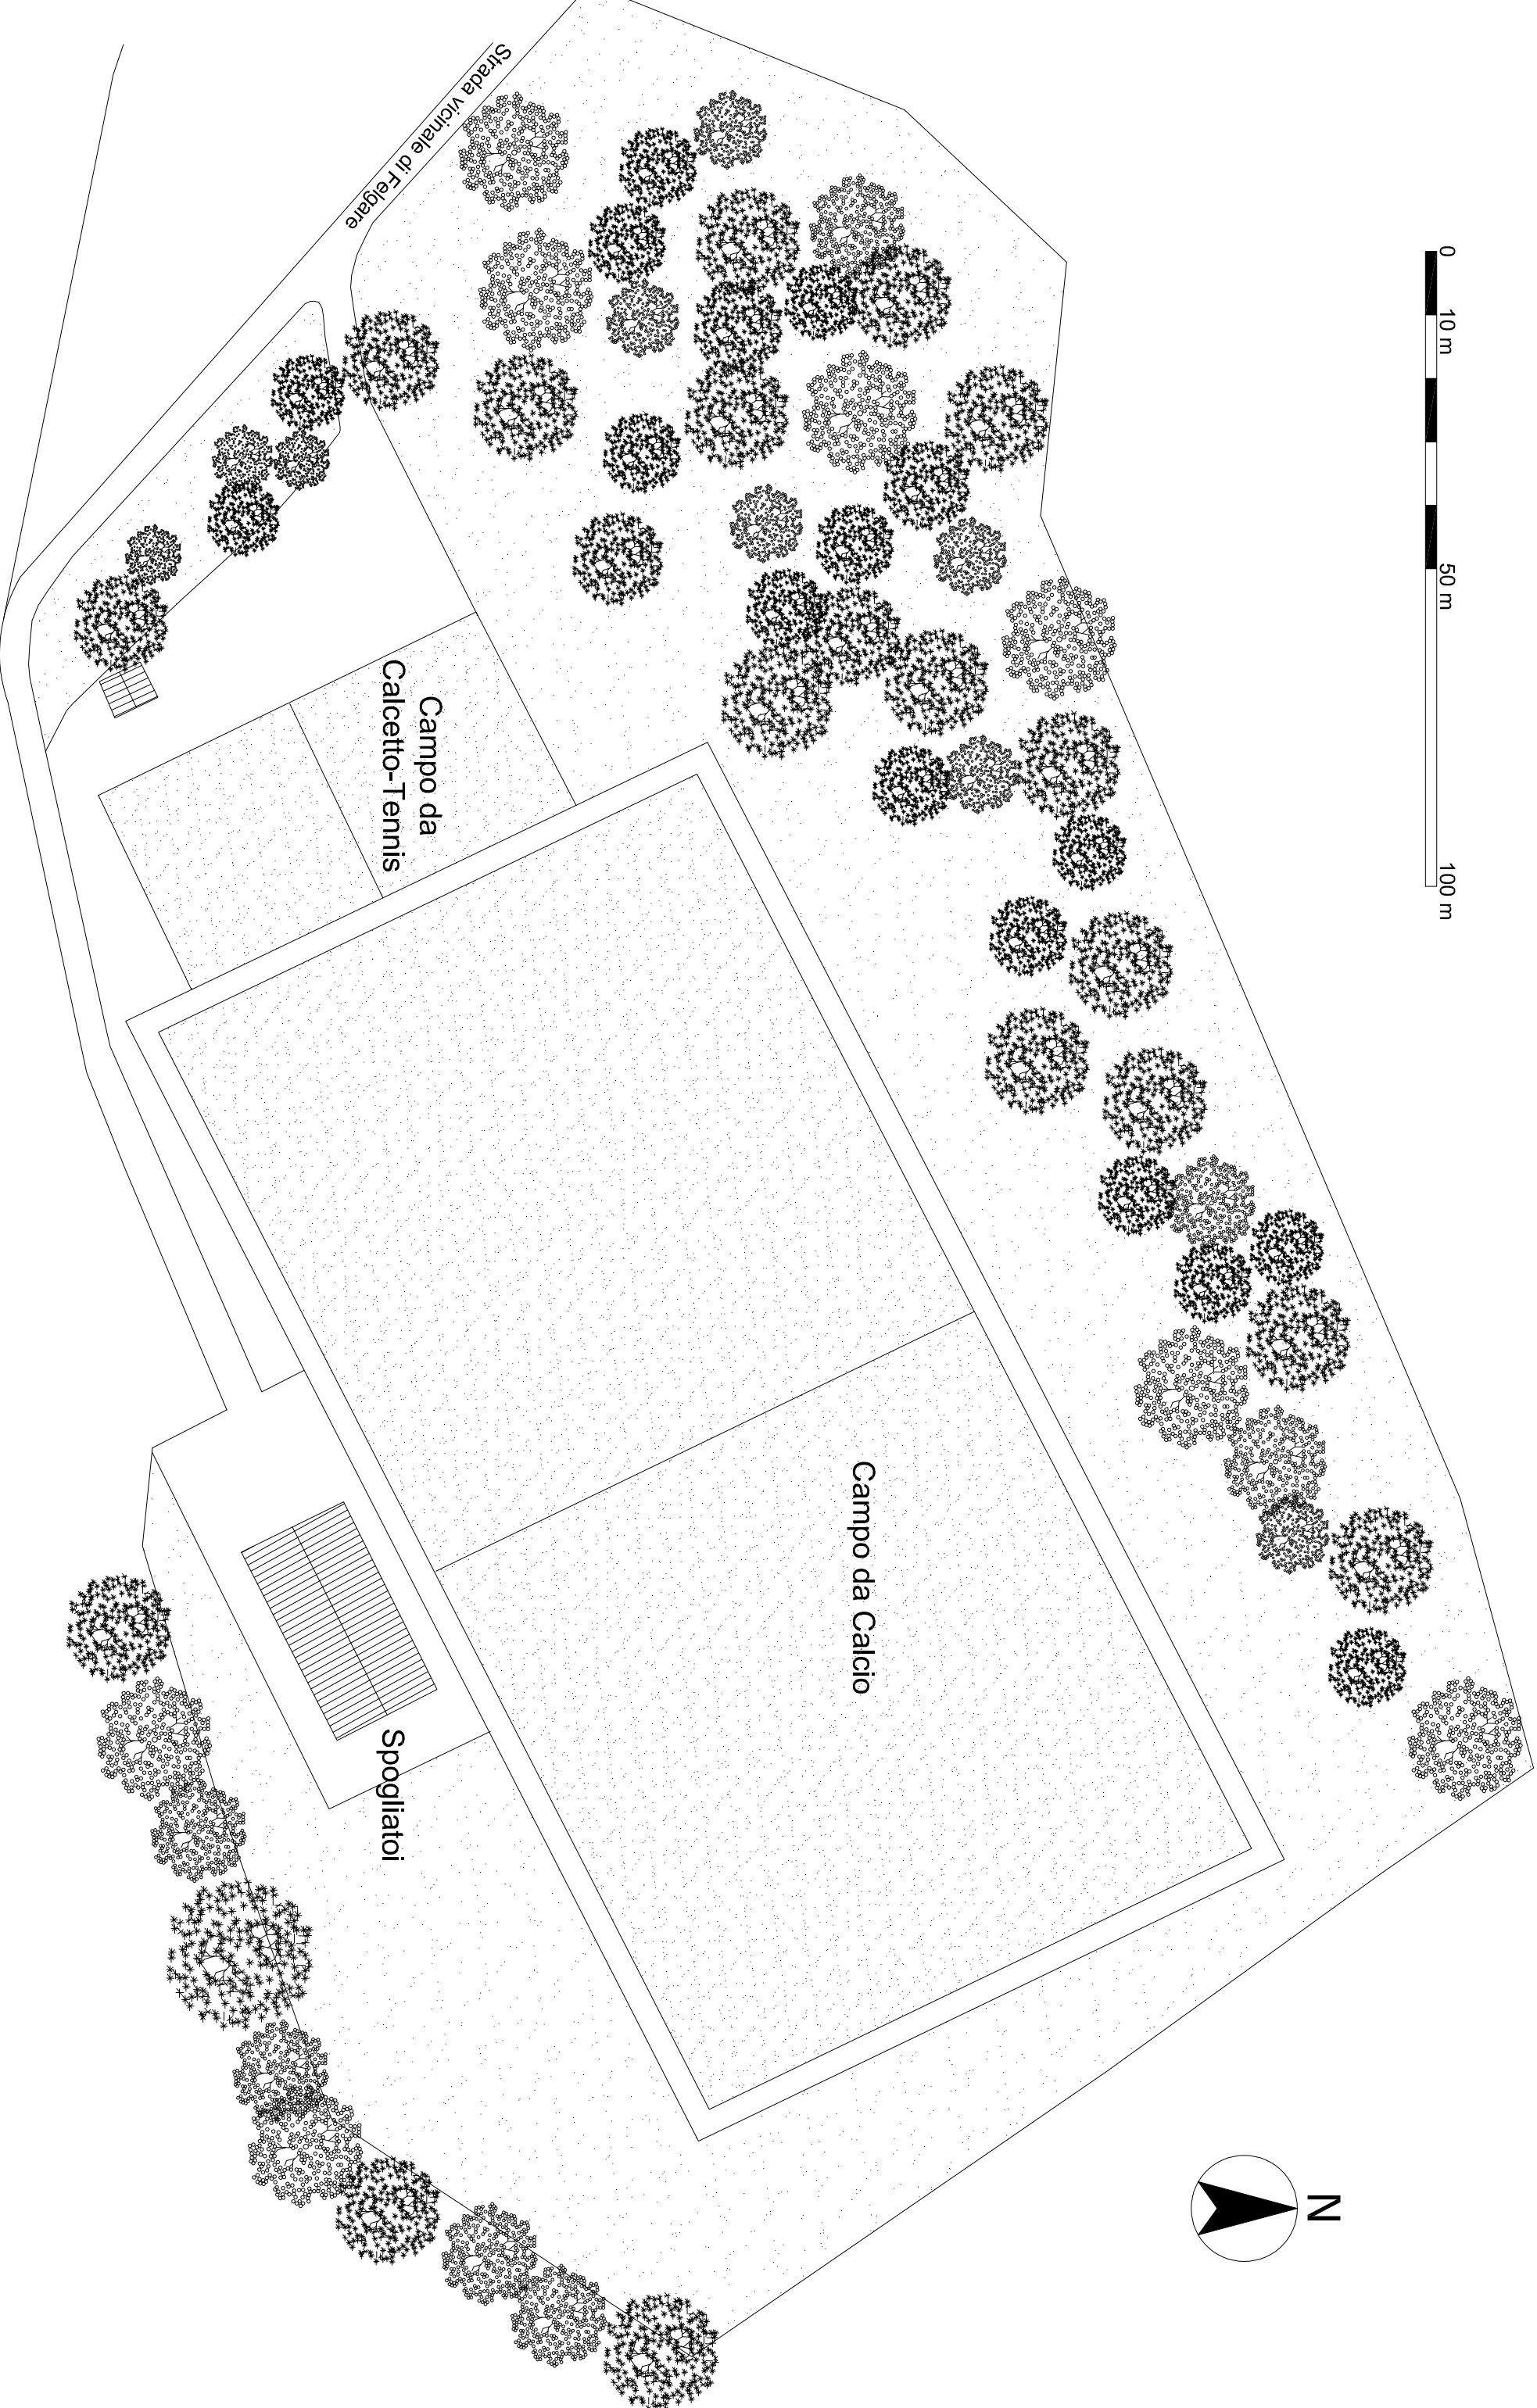 Strada vicinale di Felgare
0
10 m
50 m
100 m
Campo da
Calcetto-Tennis
Campo da Calcio
Spogliatoi
N